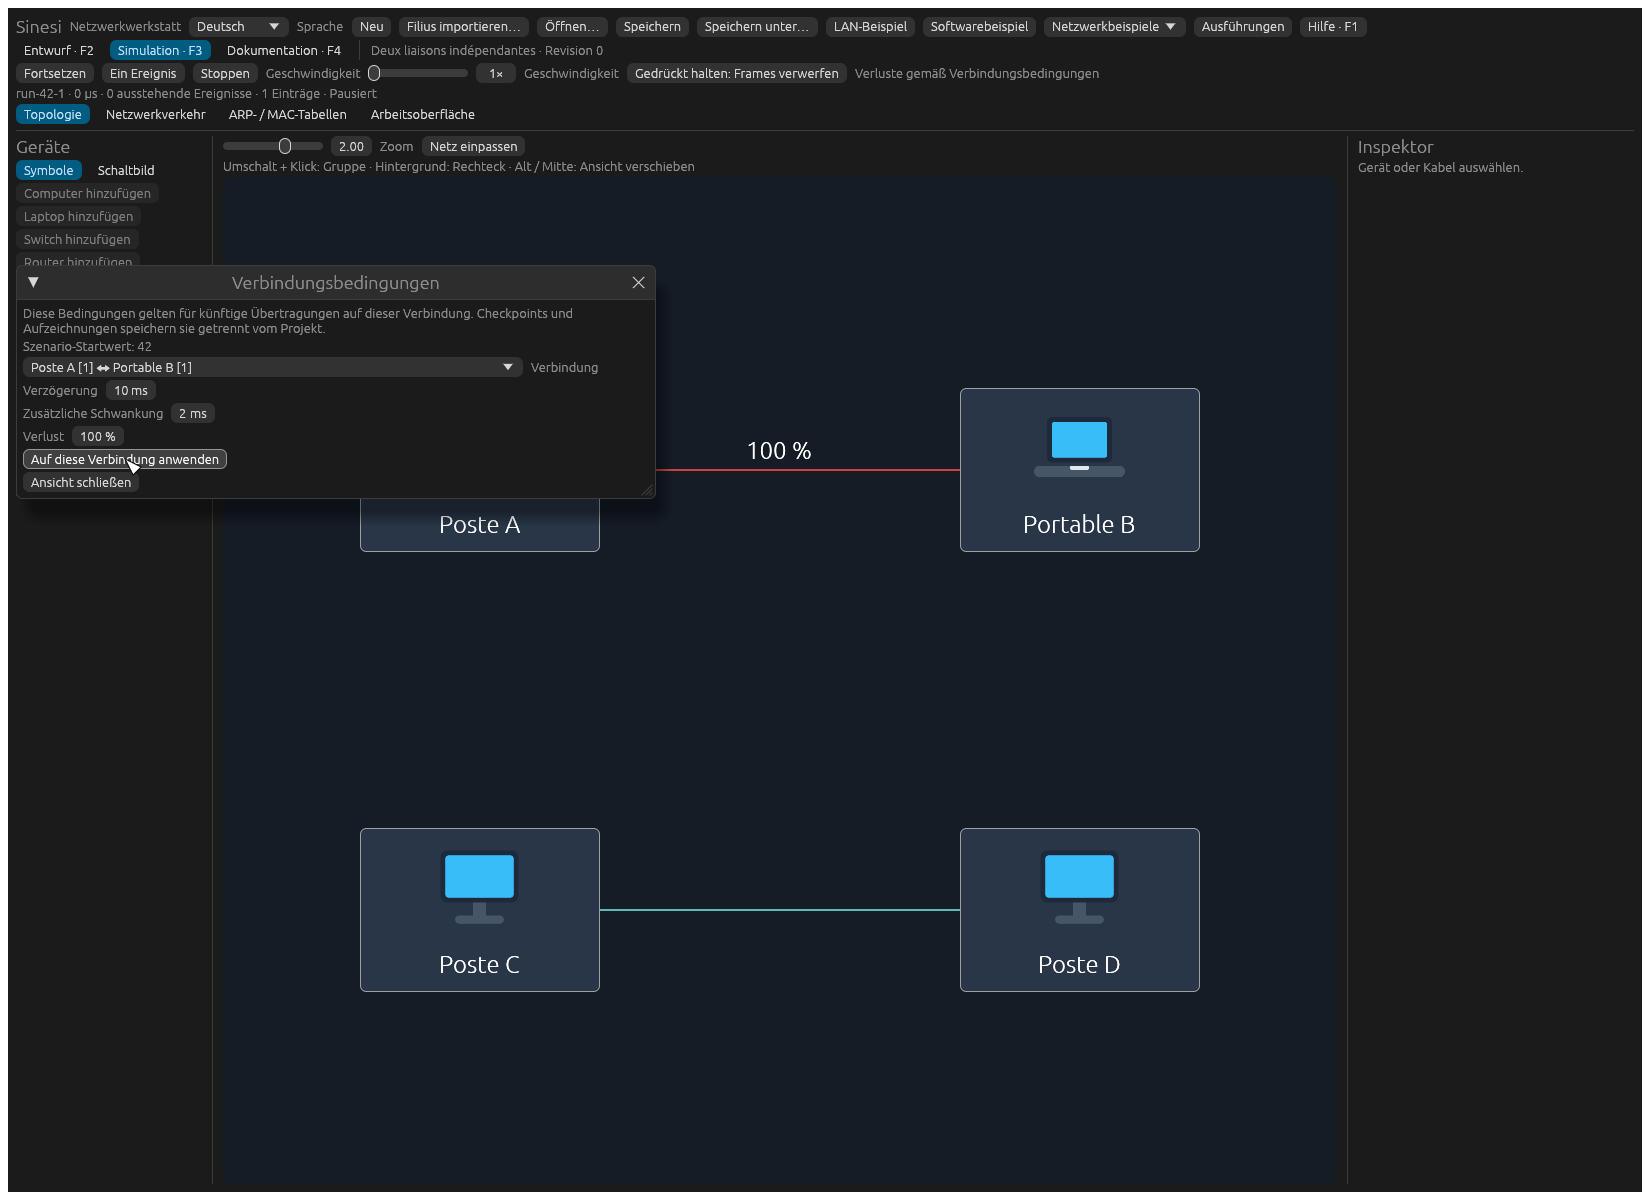 Sinesi Netzwerkwerkstatt Deutsch Sprache Neu Filius importieren… Öffnen… Speichern Speichern unter… LAN-Beispiel Softwarebeispiel Netzwerkbeispiele Ausführungen Hilfe · F1
Entwurf · F2 Simulation · F3 Dokumentation · F4 Deux liaisons indépendantes · Revision 0
Fortsetzen Ein Ereignis Stoppen Geschwindigkeit 1× Geschwindigkeit Gedrückt halten: Frames verwerfen Verluste gemäß Verbindungsbedingungen
run-42-1 · 0 µs · 0 ausstehende Ereignisse · 1 Einträge · Pausiert
Topologie Netzwerkverkehr ARP- / MAC-Tabellen Arbeitsoberfläche
Geräte
Symbole Schaltbild
Computer hinzufügen
Laptop hinzufügen
Switch hinzufügen
Router hinzufügen
2.00 Zoom Netz einpassen
Umschalt + Klick: Gruppe · Hintergrund: Rechteck · Alt / Mitte: Ansicht verschieben
Inspektor
Gerät oder Kabel auswählen.
Verbindungsbedingungen
Diese Bedingungen gelten für künftige Übertragungen auf dieser Verbindung. Checkpoints und
Aufzeichnungen speichern sie getrennt vom Projekt.
Szenario-Startwert: 42
Poste A [1] ⬌ Portable B [1] Verbindung
Verzögerung 10 ms
Zusätzliche Schwankung 2 ms
Verlust 100 %
Auf diese Verbindung anwenden
Ansicht schließen
100 %
Poste A
Portable B
Poste C
Poste D